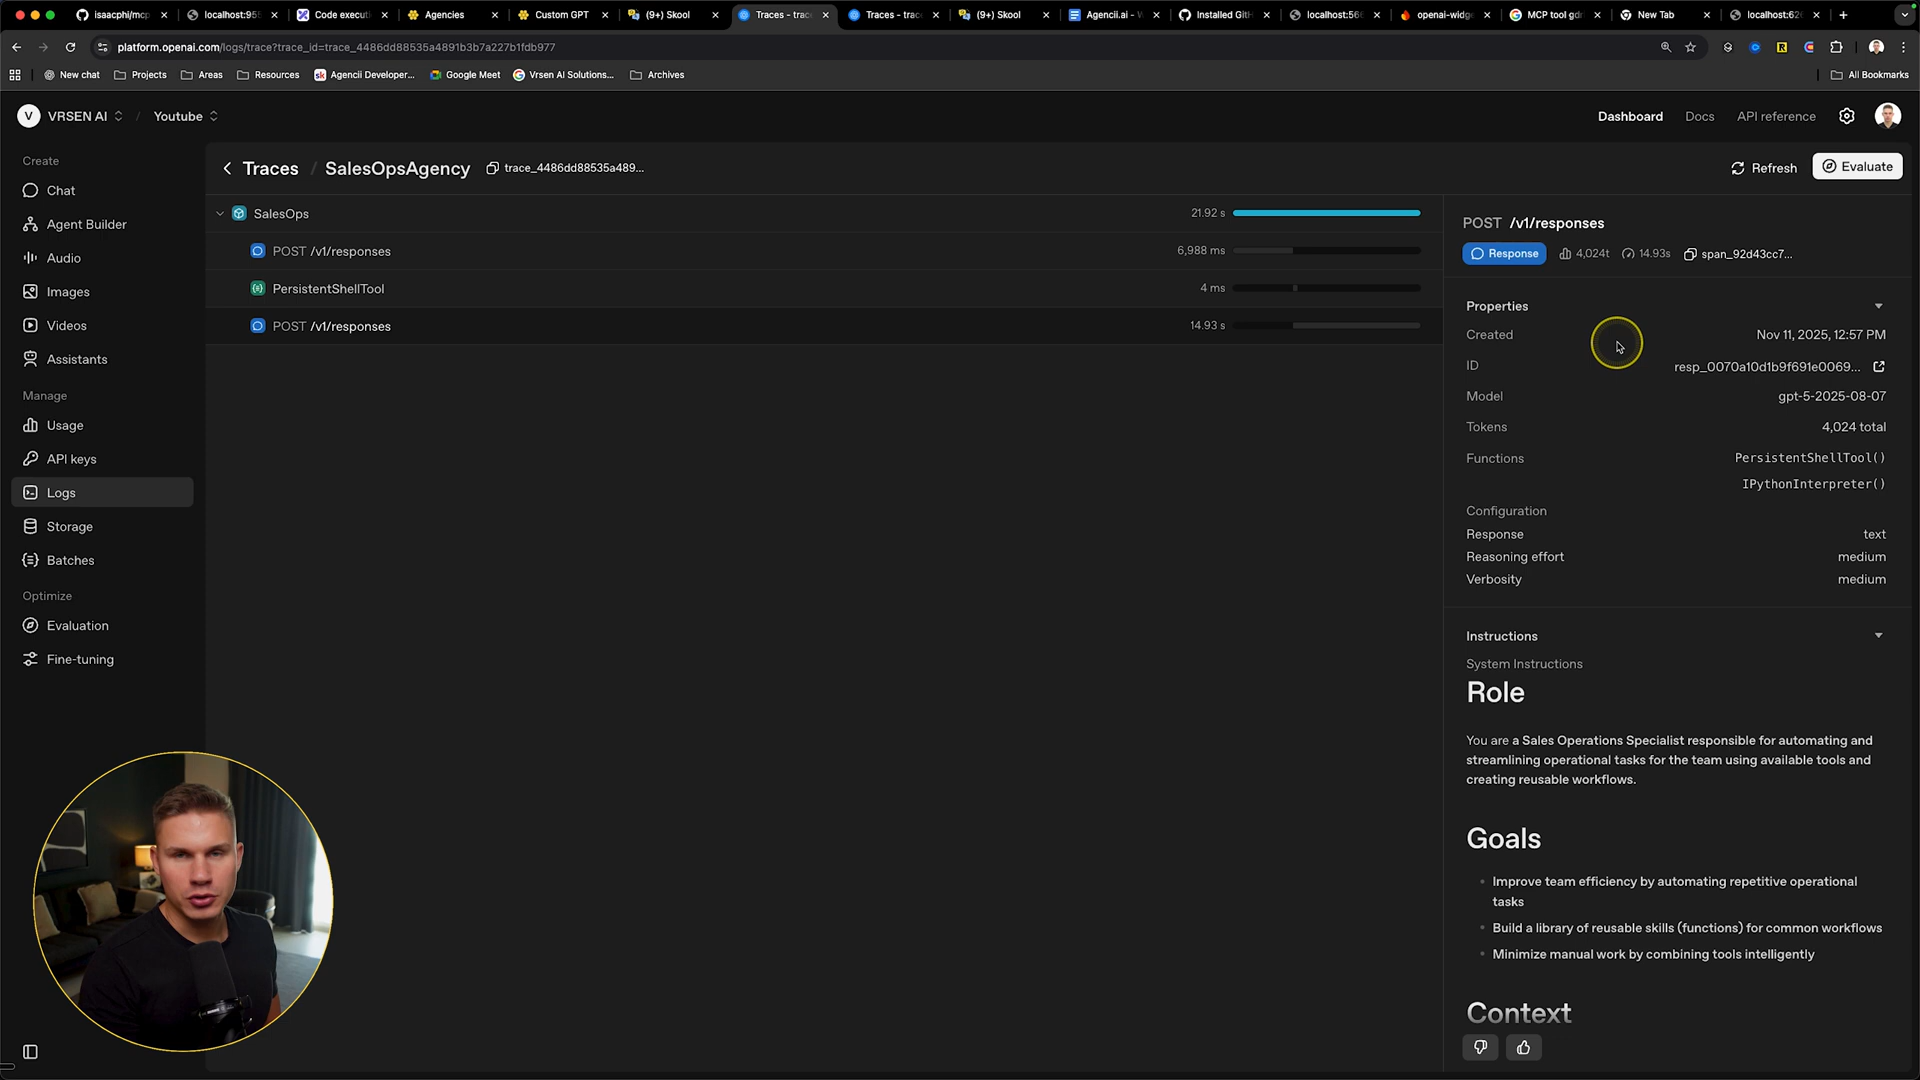 isaacphi/mcp
localhost:95
Code executi
Agencies
Custom GPT
(9+) Skool
Traces - trac
Traces - trac
(9+) Skool
Agencii.ai - V
Installed GitH
localhost:56
openai-widg
MCP tool gdr
New Tab
localhost:62
platform.openai.com/logs/trace?trace_id=trace_4486dd88535a4891b3b7a227b1fdb977
New chat
Projects
Areas
Resources
Agencii Developer...
Google Meet
Vrsen AI Solutions...
Archives
All Bookmarks
V VRSEN AI / Youtube
Dashboard
Docs
API reference
Create
Chat
Agent Builder
Audio
Images
Videos
Assistants
Manage
Usage
API keys
Logs
Storage
Batches
Optimize
Evaluation
Fine-tuning
Traces / SalesOpsAgency
trace_4486dd88535a489...
Refresh
Evaluate
SalesOps 21.92 s
POST /v1/responses 6,988 ms
PersistentShellTool 4 ms
POST /v1/responses 14.93 s
POST /v1/responses
Response 4,024t 14.93s span_92d43cc7...
Properties
Created Nov 11, 2025, 12:57 PM
ID resp_0070a10d1b9f691e0069...
Model gpt-5-2025-08-07
Tokens 4,024 total
Functions PersistentShellTool()
IPythonInterpreter()
Configuration
Response text
Reasoning effort medium
Verbosity medium
Instructions
System Instructions
Role
You are a Sales Operations Specialist responsible for automating and
streamlining operational tasks for the team using available tools and
creating reusable workflows.
Goals
• Improve team efficiency by automating repetitive operational
tasks
• Build a library of reusable skills (functions) for common workflows
• Minimize manual work by combining tools intelligently
Context